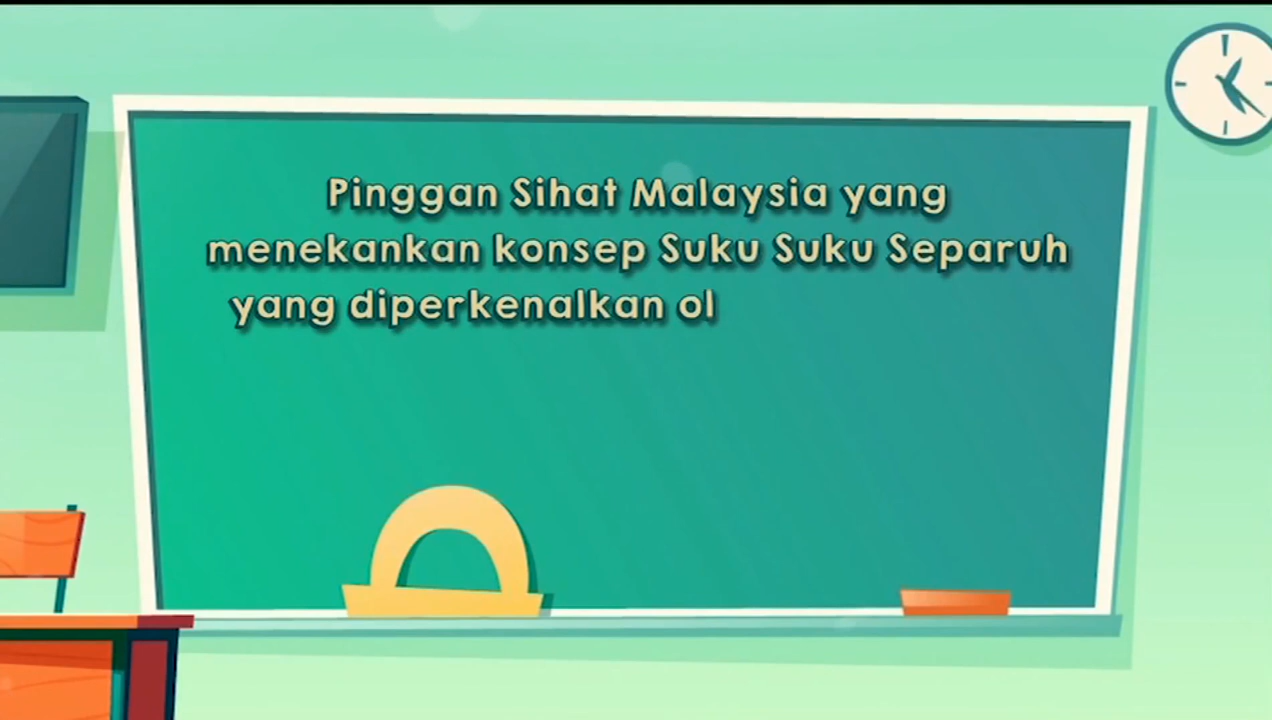 Pinggan Sihat Malaysia yang
menekankan konsep Suku Suku Separuh
yang diperkenalkan ol